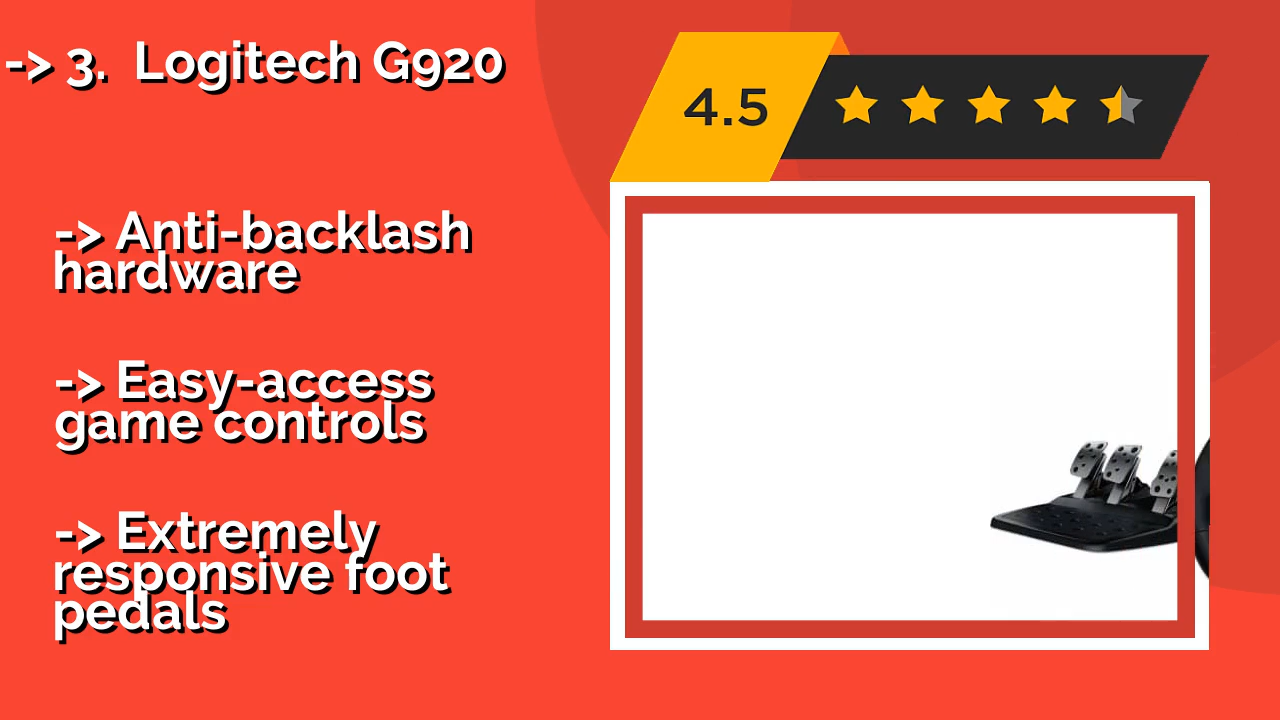 -> 3.  Logitech G920
4.5
-> Anti-backlash
hardware
-> Easy-access
game controls
-> Extremely
responsive foot
pedals